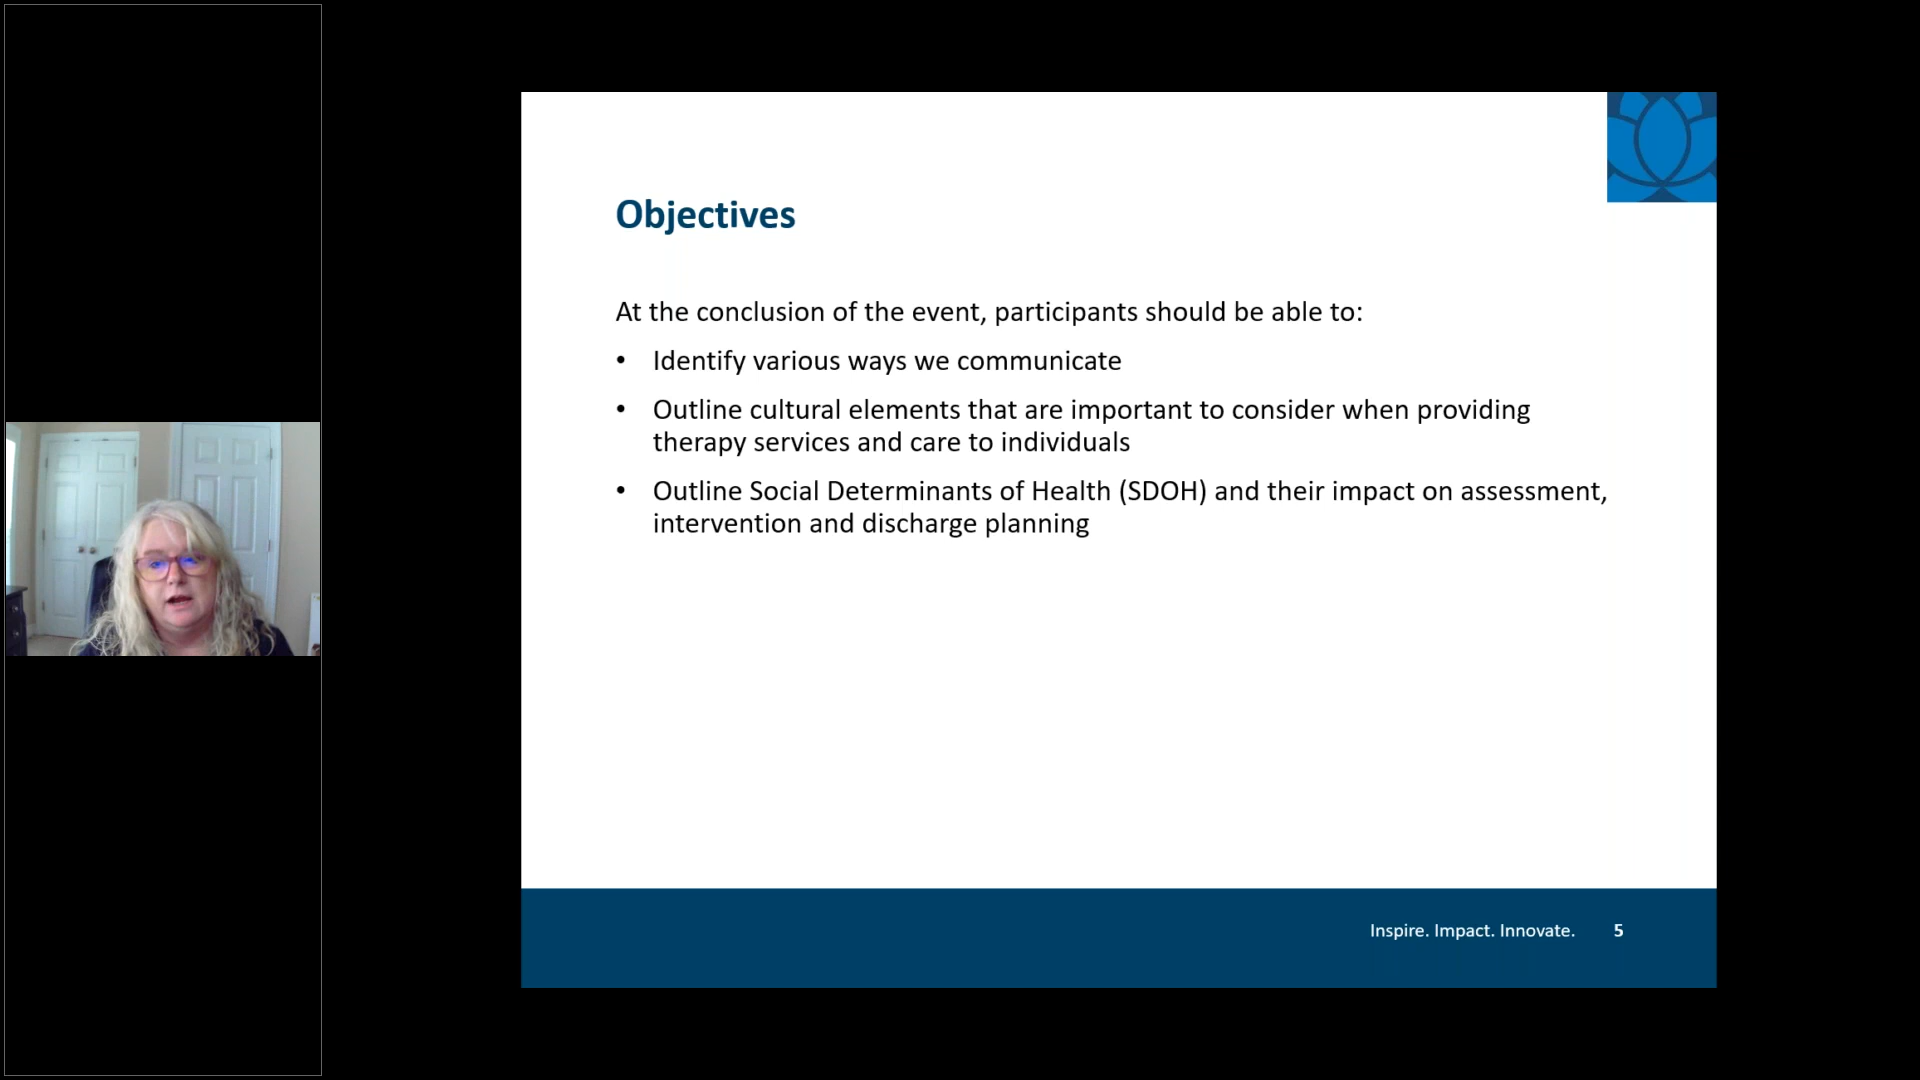 Objectives
At the conclusion of the event, participants should be able to:
• Identify various ways we communicate
• Outline cultural elements that are important to consider when providing
therapy services and care to individuals
• Outline Social Determinants of Health (SDOH) and their impact on assessment,
intervention and discharge planning
Inspire. Impact. Innovate. 5